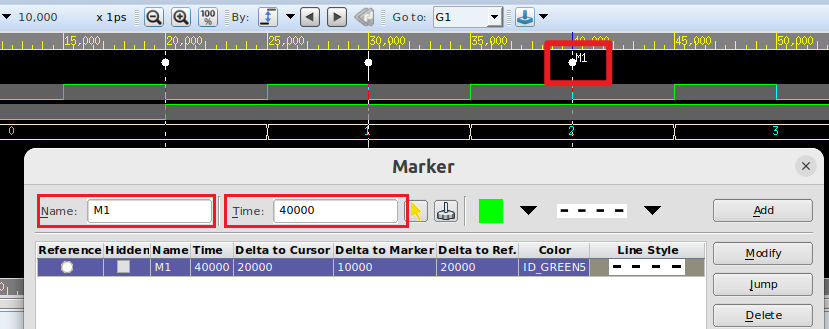 10,000 x 1ps 100 % By: Go to: G1
15,000 20,000 25,000 30,000 35,000 40,000 45,000 50,000
M1
0 1 2 3
Marker
Name: M1 Time: 40000 Add
Reference Hidden Name Time Delta to Cursor Delta to Marker Delta to Ref. Color Line Style
M1 40000 20000 10000 20000 ID_GREEN5
Modify
Jump
Delete